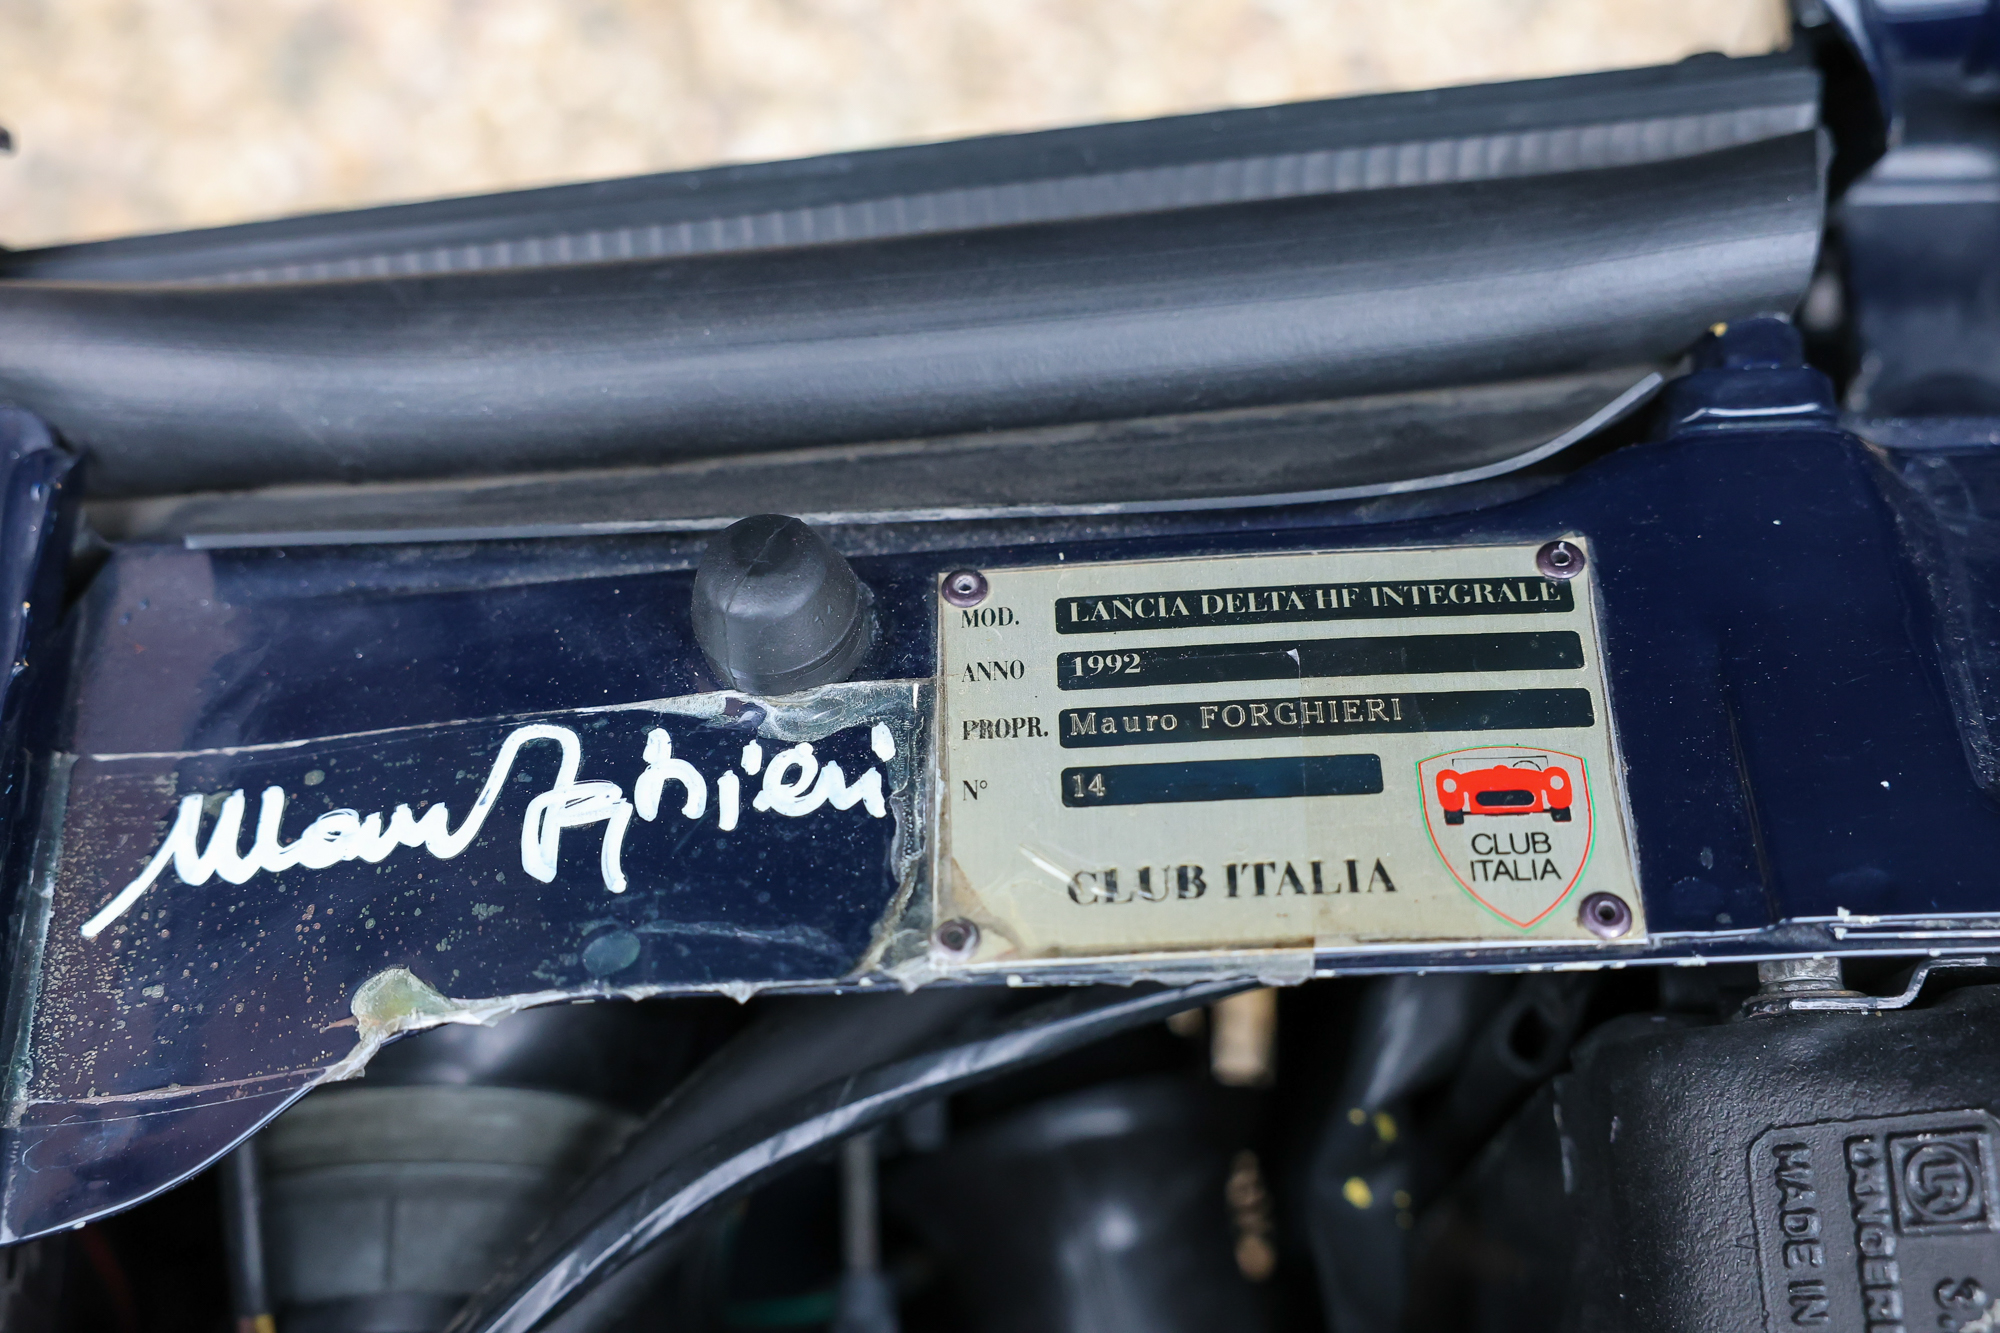 Mauro Forghieri
MOD. LANCIA DELTA HF INTEGRALE
ANNO 1992
PROPR. Mauro FORGHIERI
N° 14
CLUB ITALIA
CLUB
ITALIA
MADE IN